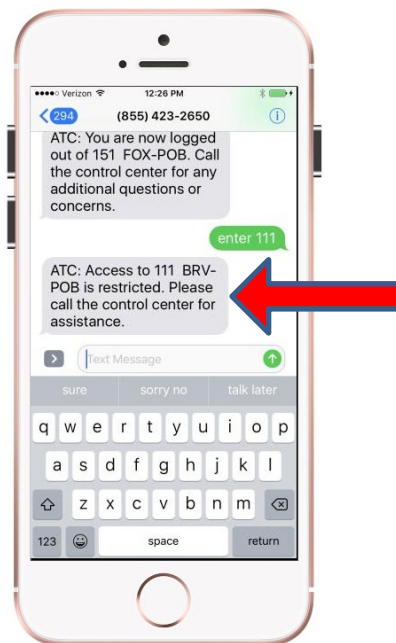 Verizon 12:26 PM
294 (855) 423-2650
ATC: You are now logged
out of 151 FOX-POB. Call
the control center for any
additional questions or
concerns.
enter 111
ATC: Access to 111 BRV-
POB is restricted. Please
call the control center for
assistance.
Text Message
sure sorry no talk later
q w e r t y u i o p
a s d f g h j k l
z x c v b n m
123 space return